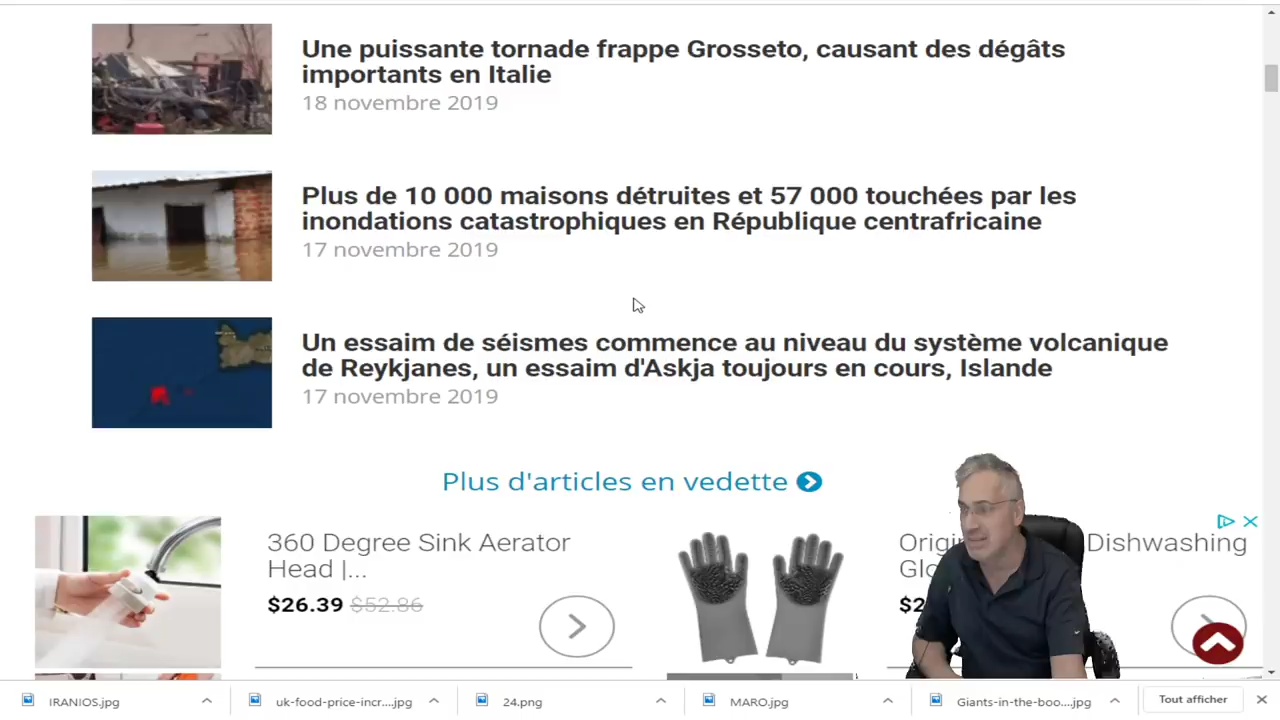 Une puissante tornade frappe Grosseto, causant des dégâts
importants en Italie
18 novembre 2019
Plus de 10 000 maisons détruites et 57 000 touchées par les
inondations catastrophiques en République centrafricaine
17 novembre 2019
Un essaim de séismes commence au niveau du système volcanique
de Reykjanes, un essaim d'Askja toujours en cours, Islande
17 novembre 2019
Plus d'articles en vedette
360 Degree Sink Aerator
Head |...
$26.39 $52.86
Dishwashing
IRANIOS.jpg
uk-food-price-incr....jpg
24.png
MARO.jpg
Giants-in-the-boo....jpg
Tout afficher